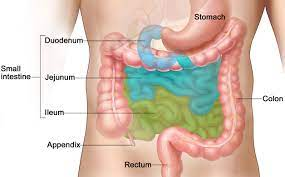 Stomach
Duodenum
Small
intestine
Jejunum
Ileum
Colon
Appendix
Rectum